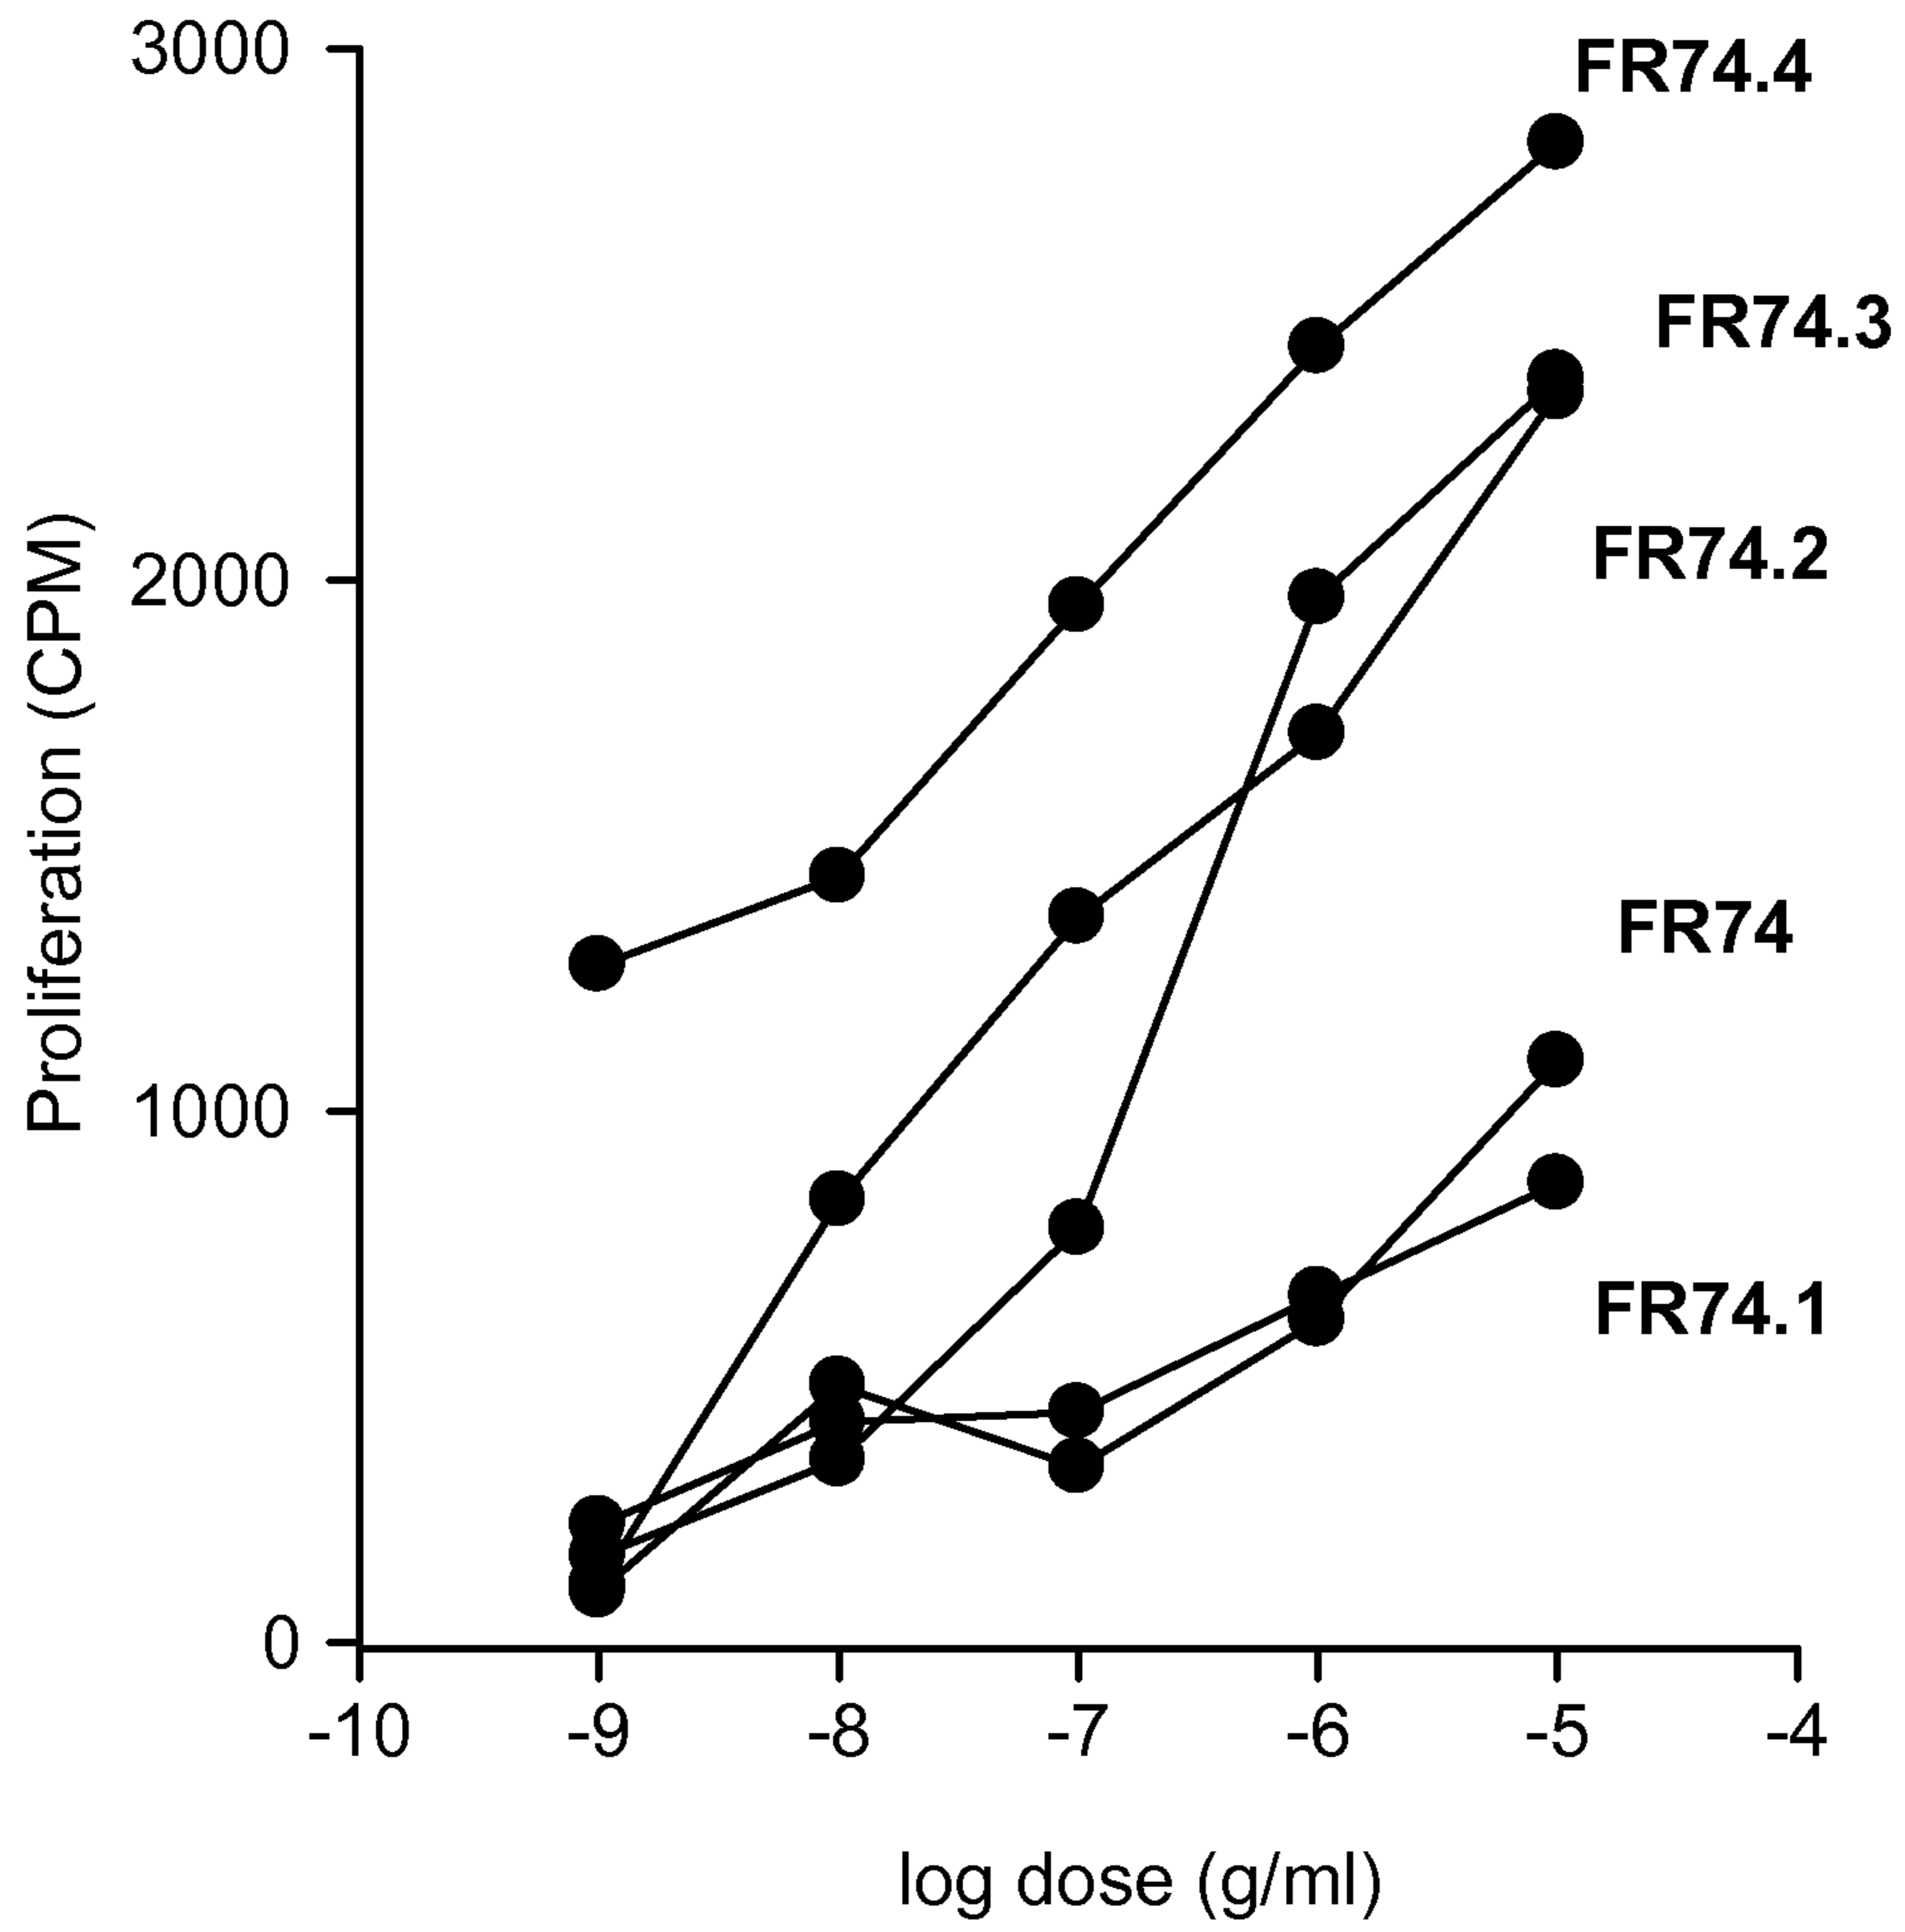 3000
2000
1000
0
Proliferation (CPM)
FR74.4
FR74.3
FR74.2
FR74
FR74.1
-10 -9 -8 -7 -6 -5 -4
log dose (g/ml)